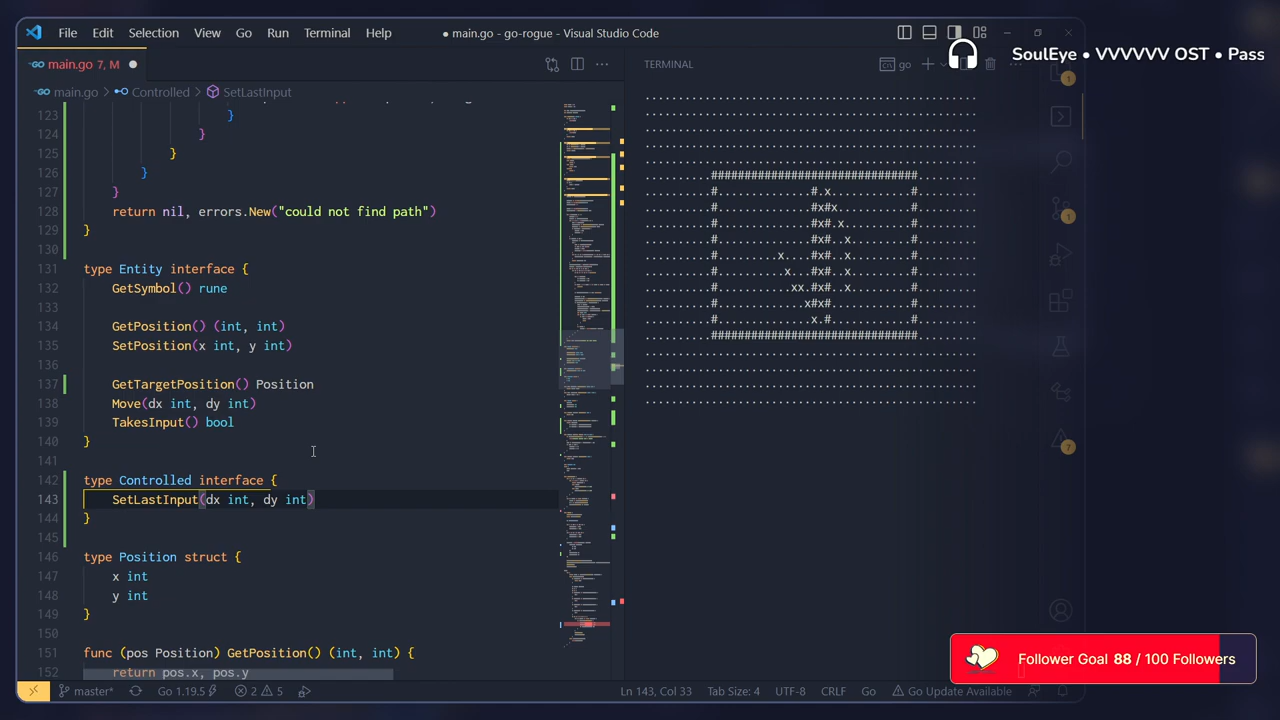 File Edit Selection View Go Run Terminal Help
● main.go - go-rogue - Visual Studio Code
SoulEye • VVVVVV OST • Pass
main.go 7, M
TERMINAL
go
main.go > Controlled > SetLastInput
123 }
124 }
125 }
126 }
127 }
128 return nil, errors.New("could not find path")
129 }
130
131 type Entity interface {
132 GetSymbol() rune
133
134 GetPosition() (int, int)
135 SetPosition(x int, y int)
136
137 GetTargetPosition() Position
138 Move(dx int, dy int)
139 TakesInput() bool
140 }
141
142 type Controlled interface {
143 SetLastInput(dx int, dy int)
144 }
145
146 type Position struct {
147 x int
148 y int
149 }
150
151 func (pos Position) GetPosition() (int, int) {
152 return pos.x, pos.y
1
1
7
Follower Goal 88 / 100 Followers
master* Go 1.19.5 2 5 Ln 143, Col 33 Tab Size: 4 UTF-8 CRLF Go Go Update Available